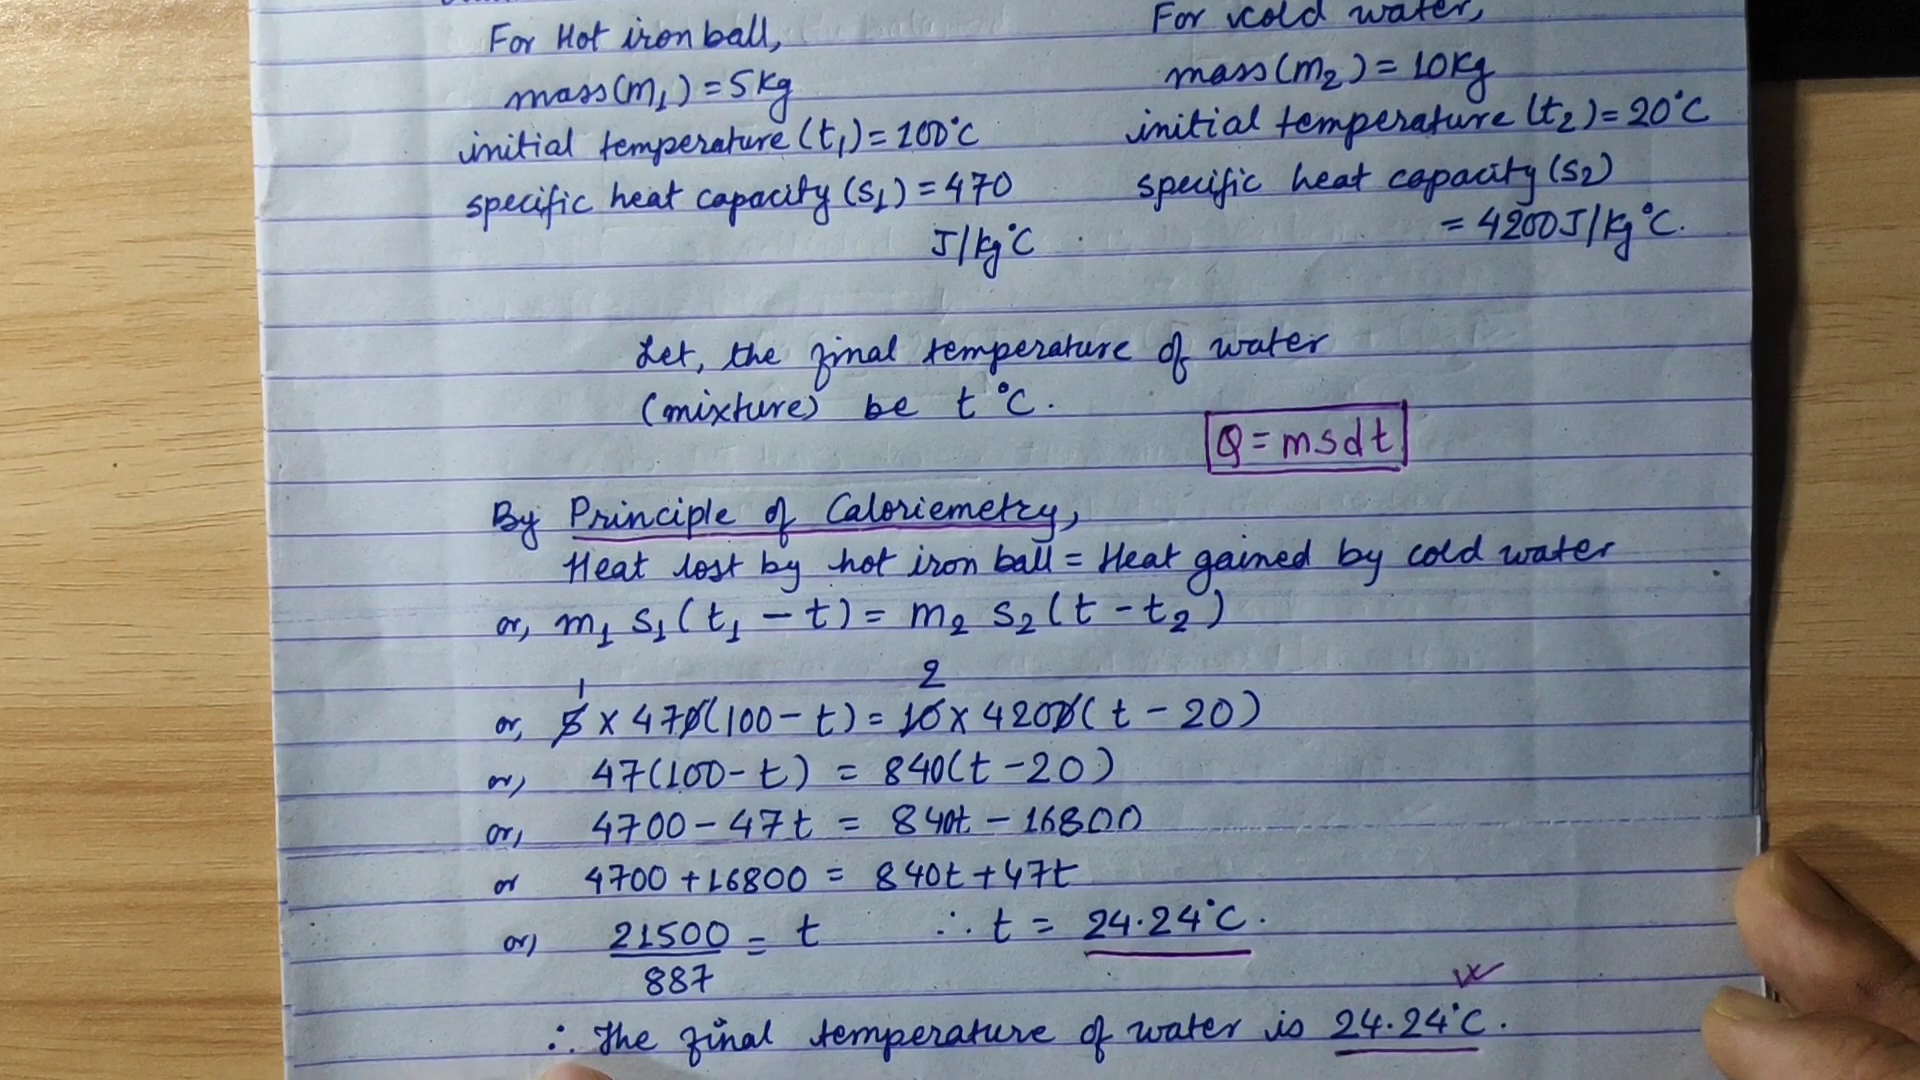 For Hot iron ball,
mass(m₁) = 5kg
initial temperature (t₁) = 100°C
specific heat capacity (s₁) = 470
J/kg°C
For cold water,
mass(m₂) = 10kg
initial temperature (t₂) = 20°C
specific heat capacity (s₂)
= 4200J/kg°C.
Let, the final temperature of water
(mixture) be t °C.
Q = msdt
By Principle of Caloriemetry,
Heat lost by hot iron ball = Heat gained by cold water
or, m₁ s₁(t₁ - t) = m₂ s₂(t - t₂)
1 2
or, 5 x 470(100 - t) = 10 x 4200(t - 20)
or, 47(100 - t) = 840(t - 20)
or, 4700 - 47t = 840t - 16800
or 4700 + 16800 = 840t + 47t
or, 21500/887 = t ∴ t = 24.24°C.
∴ The final temperature of water is 24.24°C.